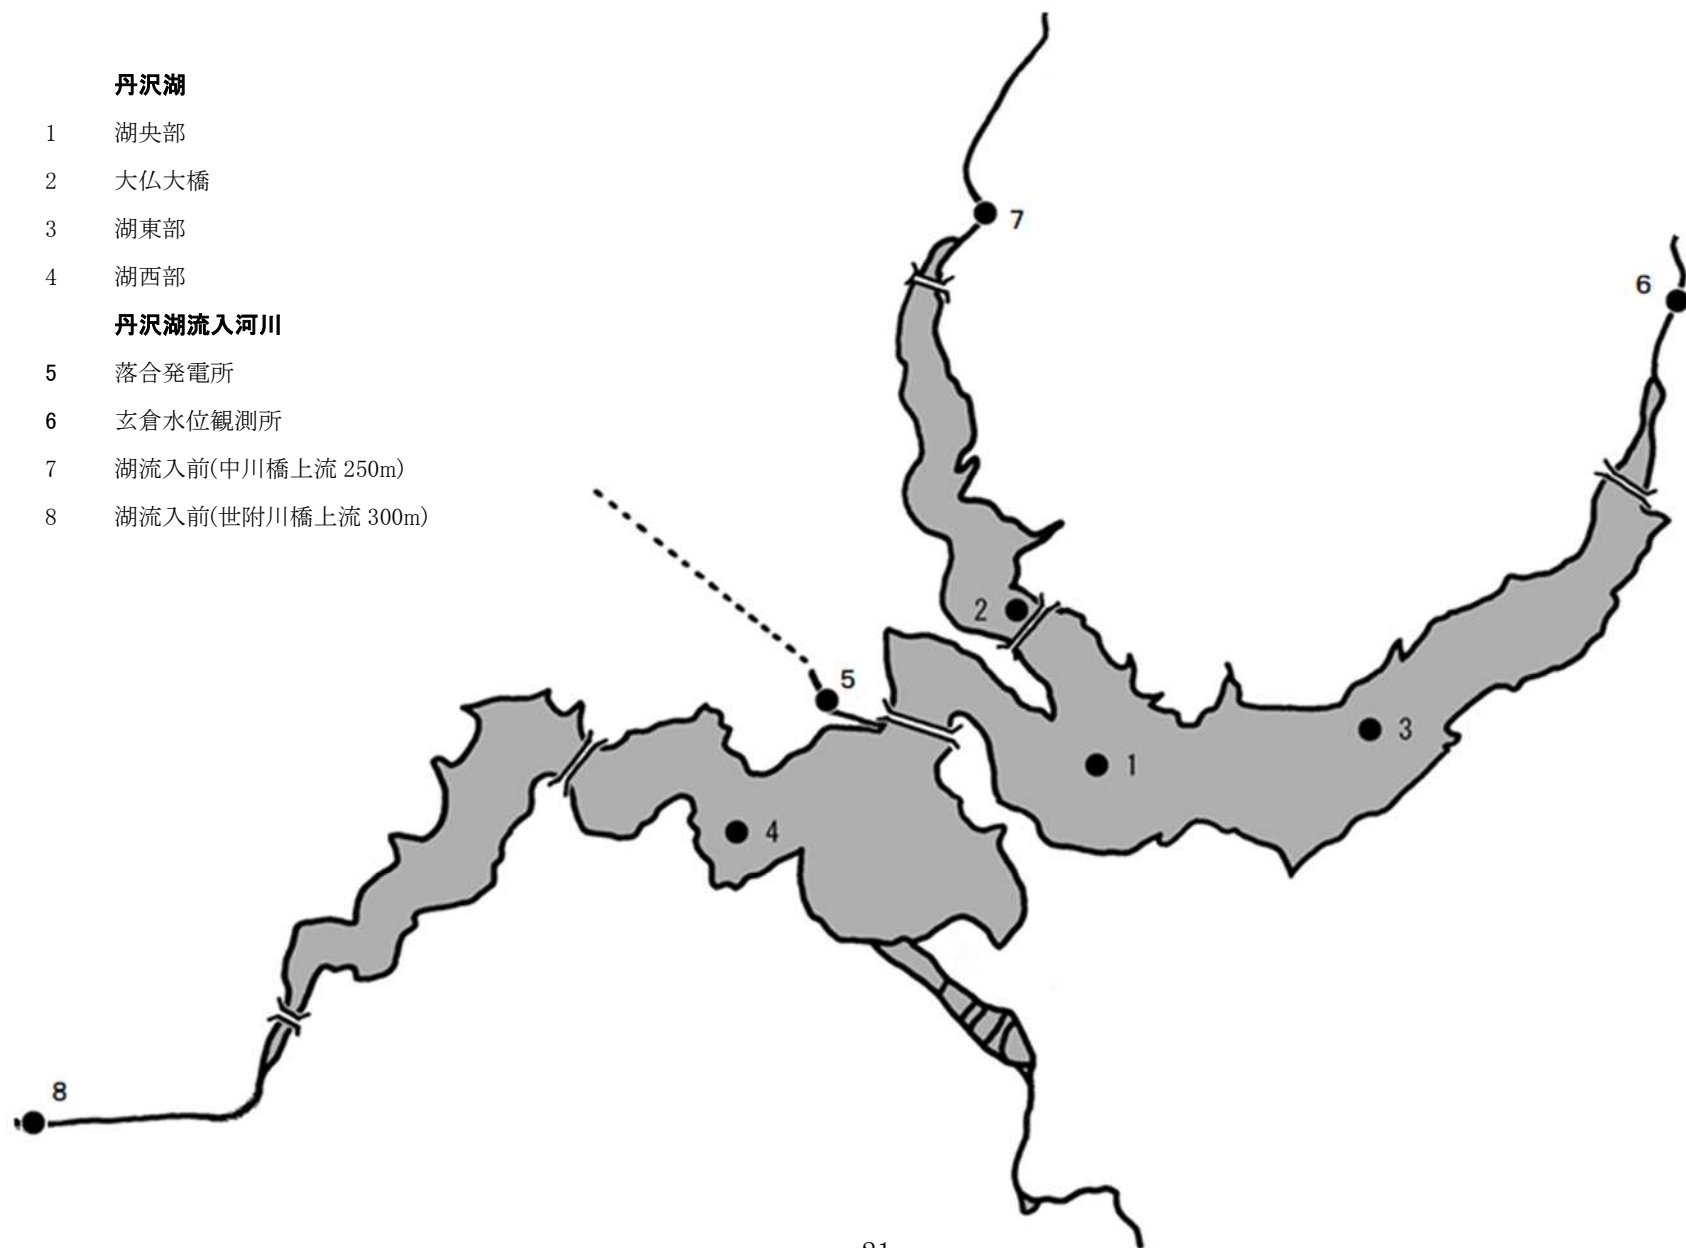 丹沢湖
1 湖央部
2 大仏大橋
3 湖東部
4 湖西部
丹沢湖流入河川
5 落合発電所
6 玄倉水位観測所
7 湖流入前(中川橋上流 250m)
8 湖流入前(世附川橋上流 300m)
7
6
2
5
3
1
4
8